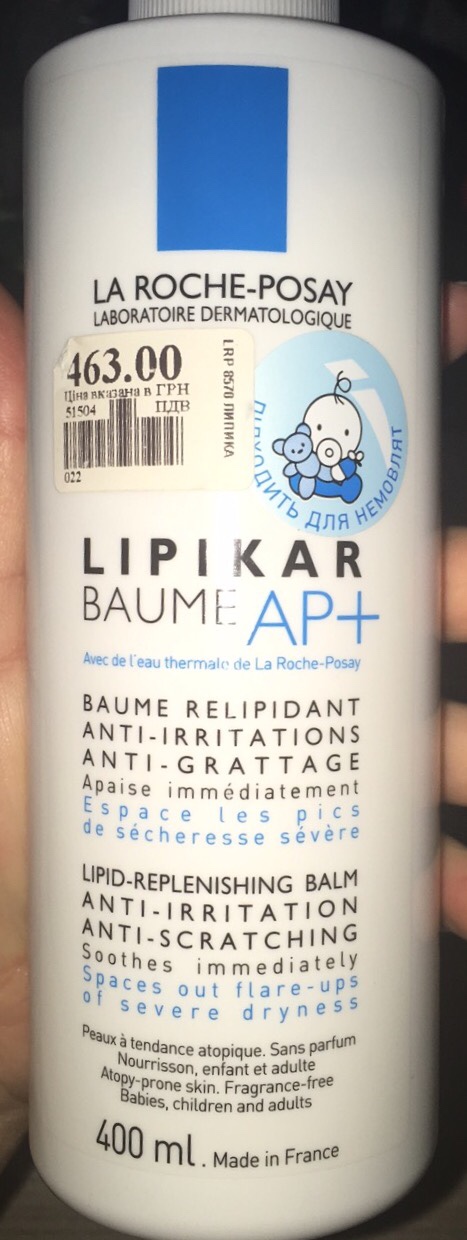 LA ROCHE-POSAY
LABORATOIRE DERMATOLOGIQUE
463.00
Ціна вказана в ГРН
51504 ПДВ
022
LRP 8570 ЛИПИКА
ПІДХОДИТЬ ДЛЯ НЕМОВЛЯТ
LIPIKAR
BAUME AP+
Avec de l'eau thermale de La Roche-Posay
BAUME RELIPIDANT
ANTI-IRRITATIONS
ANTI-GRATTAGE
Apaise immédiatement
Espace les pics
de sécheresse sévère
LIPID-REPLENISHING BALM
ANTI-IRRITATION
ANTI-SCRATCHING
Soothes immediately
Spaces out flare-ups
of severe dryness
Peaux à tendance atopique. Sans parfum
Nourrisson, enfant et adulte
Atopy-prone skin. Fragrance-free
Babies, children and adults
400 ml. Made in France